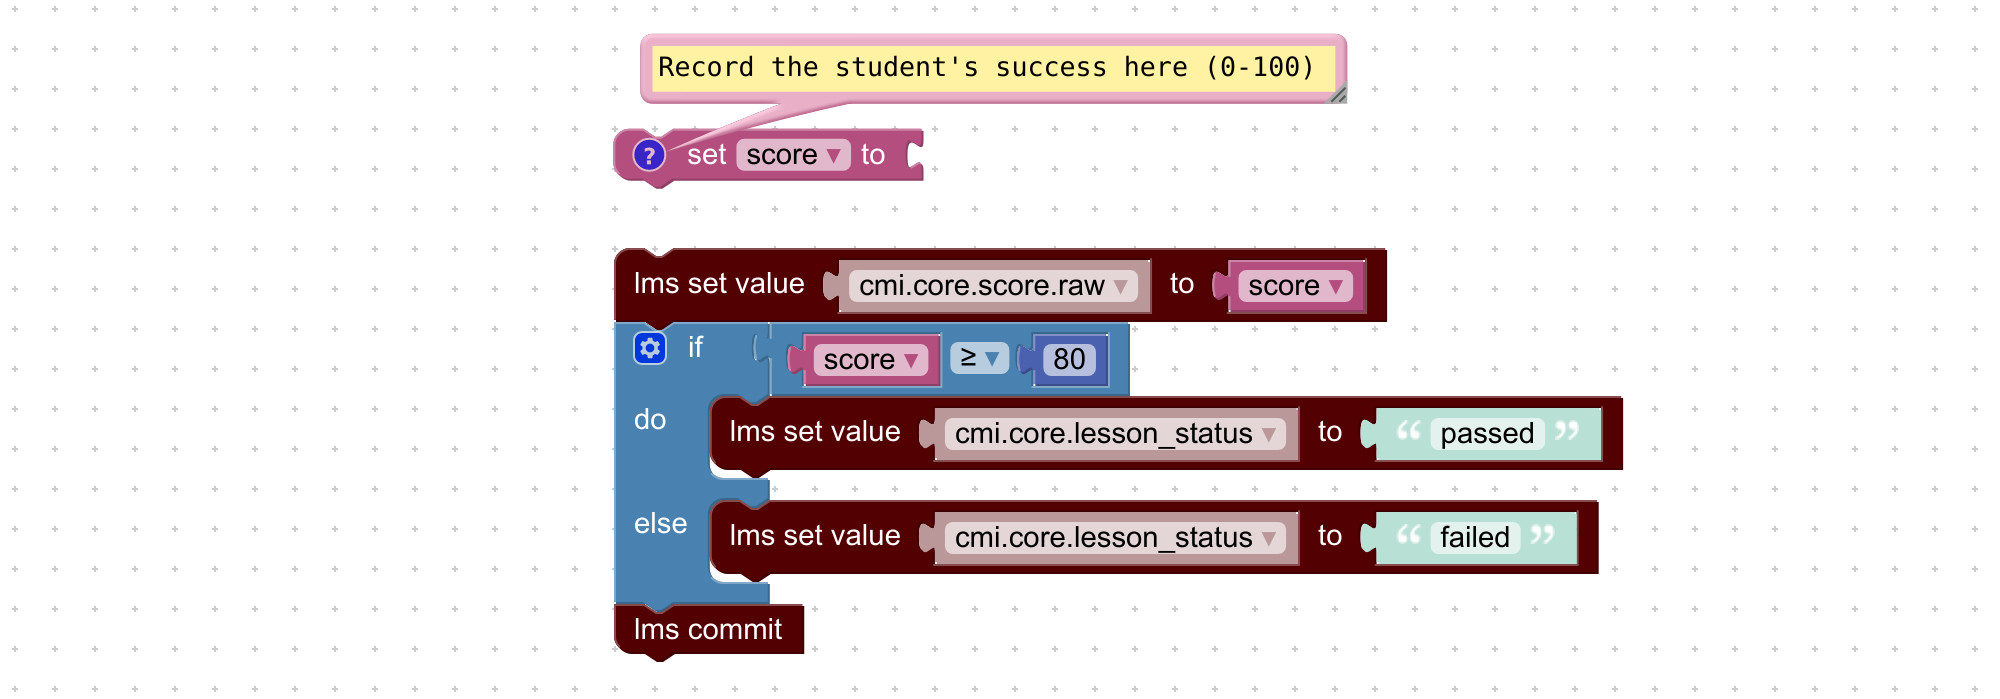 Record the student's success here (0-100)
? set score ▾ to
lms set value cmi.core.score.raw ▾ to score ▾
if score ▾ ≥ ▾ 80
do lms set value cmi.core.lesson_status ▾ to “ passed ”
else lms set value cmi.core.lesson_status ▾ to “ failed ”
lms commit